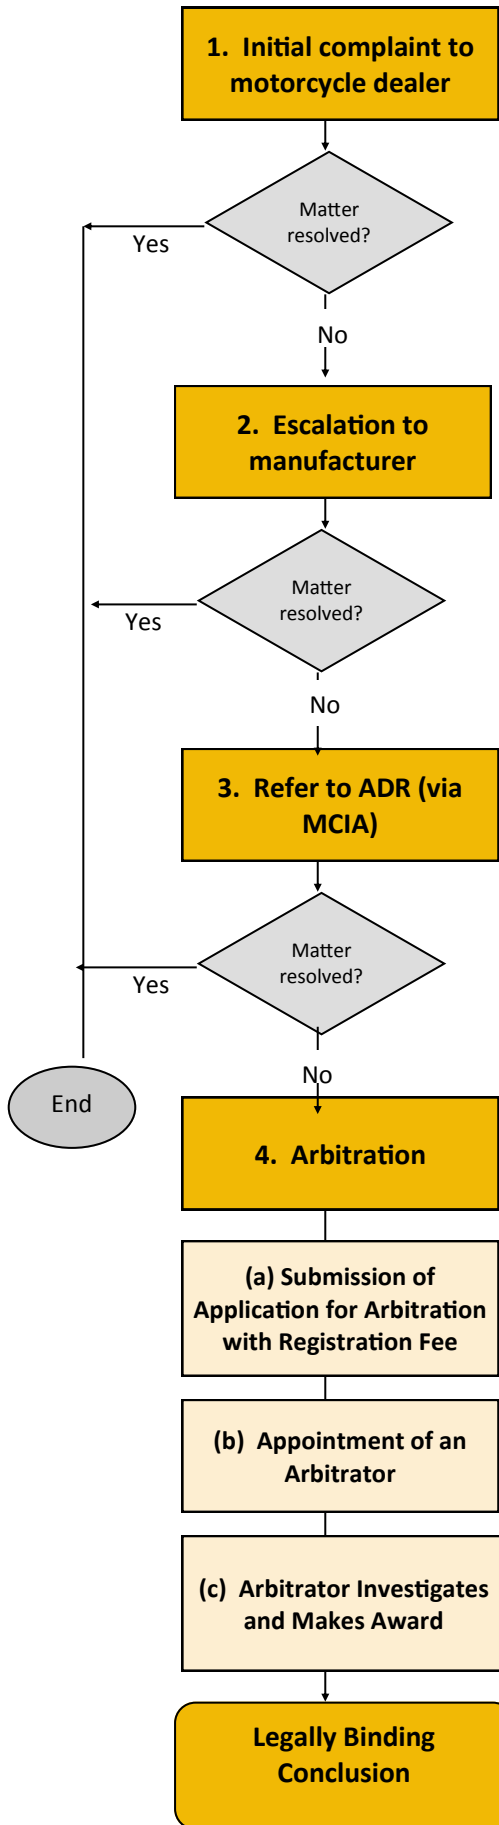 1. Initial complaint to
motorcycle dealer
Matter
resolved?
Yes
No
2. Escalation to
manufacturer
Matter
resolved?
Yes
No
3. Refer to ADR (via
MCIA)
Matter
resolved?
Yes
No
End
4. Arbitration
(a) Submission of
Application for Arbitration
with Registration Fee
(b) Appointment of an
Arbitrator
(c) Arbitrator Investigates
and Makes Award
Legally Binding
Conclusion